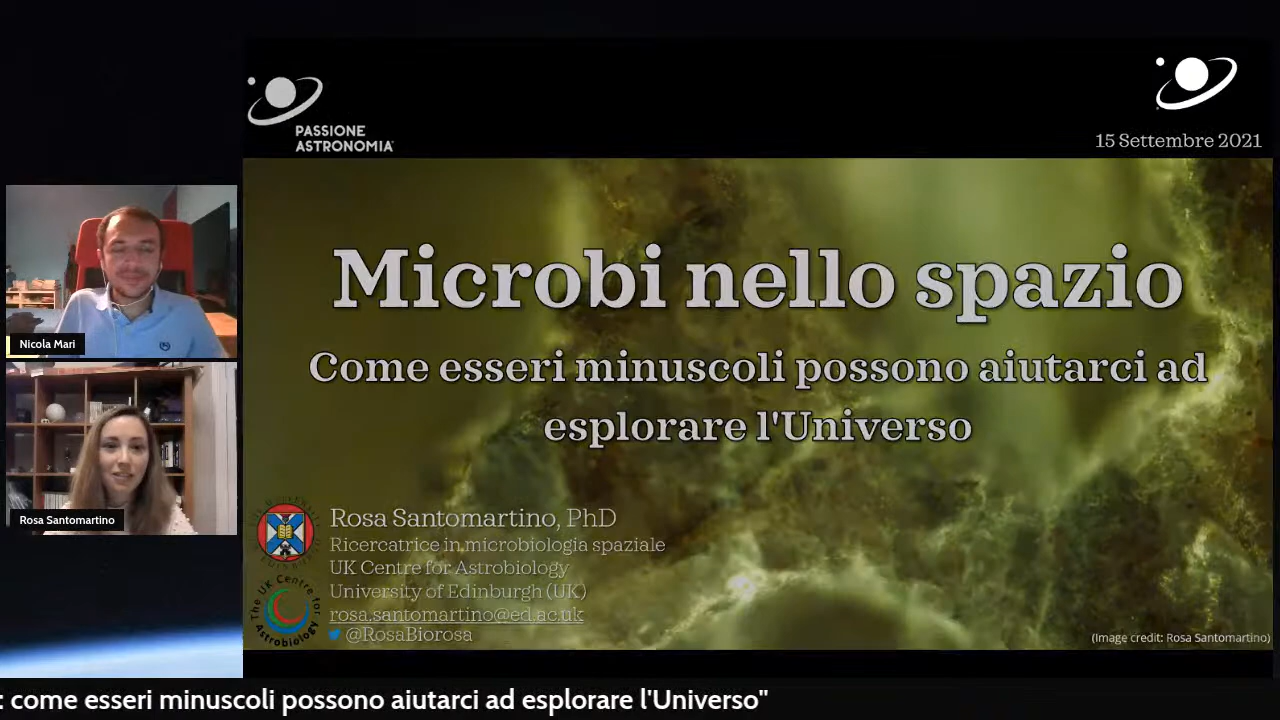 PASSIONE
ASTRONOMIA
15 Settembre 2021
Microbi nello spazio
Come esseri minuscoli possono aiutarci ad
esplorare l'Universo
Nicola Mari
Rosa Santomartino
Rosa Santomartino, PhD
Ricercatrice in microbiologia spaziale
UK Centre for Astrobiology
University of Edinburgh (UK)
rosa.santomartino@ed.ac.uk
@RosaBiorosa
The UK Centre for Astrobiology
(Image credit: Rosa Santomartino)
: come esseri minuscoli possono aiutarci ad esplorare l'Universo"